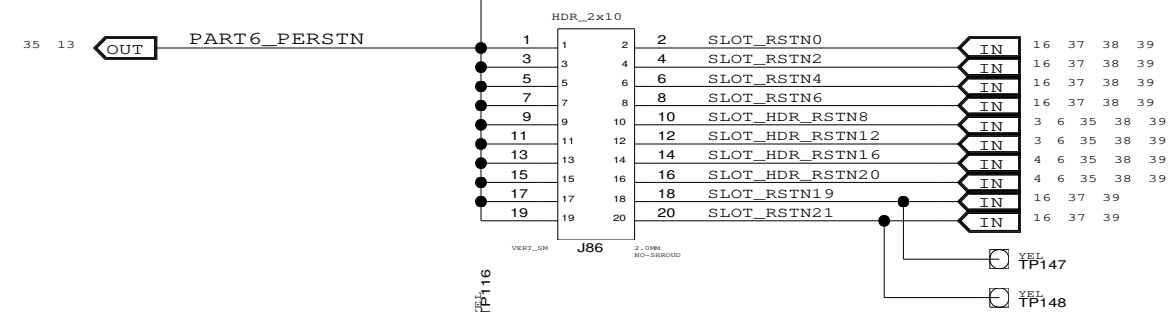 HDR_2x10
35 13 OUT PART6_PERSTN
1 1 2 2 SLOT_RSTN0 IN 16 37 38 39
3 3 4 4 SLOT_RSTN2 IN 16 37 38 39
5 5 6 6 SLOT_RSTN4 IN 16 37 38 39
7 7 8 8 SLOT_RSTN6 IN 16 37 38 39
9 9 10 10 SLOT_HDR_RSTN8 IN 3 6 35 38 39
11 11 12 12 SLOT_HDR_RSTN12 IN 3 6 35 38 39
13 13 14 14 SLOT_HDR_RSTN16 IN 4 6 35 38 39
15 15 16 16 SLOT_HDR_RSTN20 IN 4 6 35 38 39
17 17 18 18 SLOT_RSTN19 IN 16 37 39
19 19 20 20 SLOT_RSTN21 IN 16 37 39
VERT_SM J86 2.0MM
NO-SHROUD
YEL
TP147
YEL
TP148
YEL
TP116